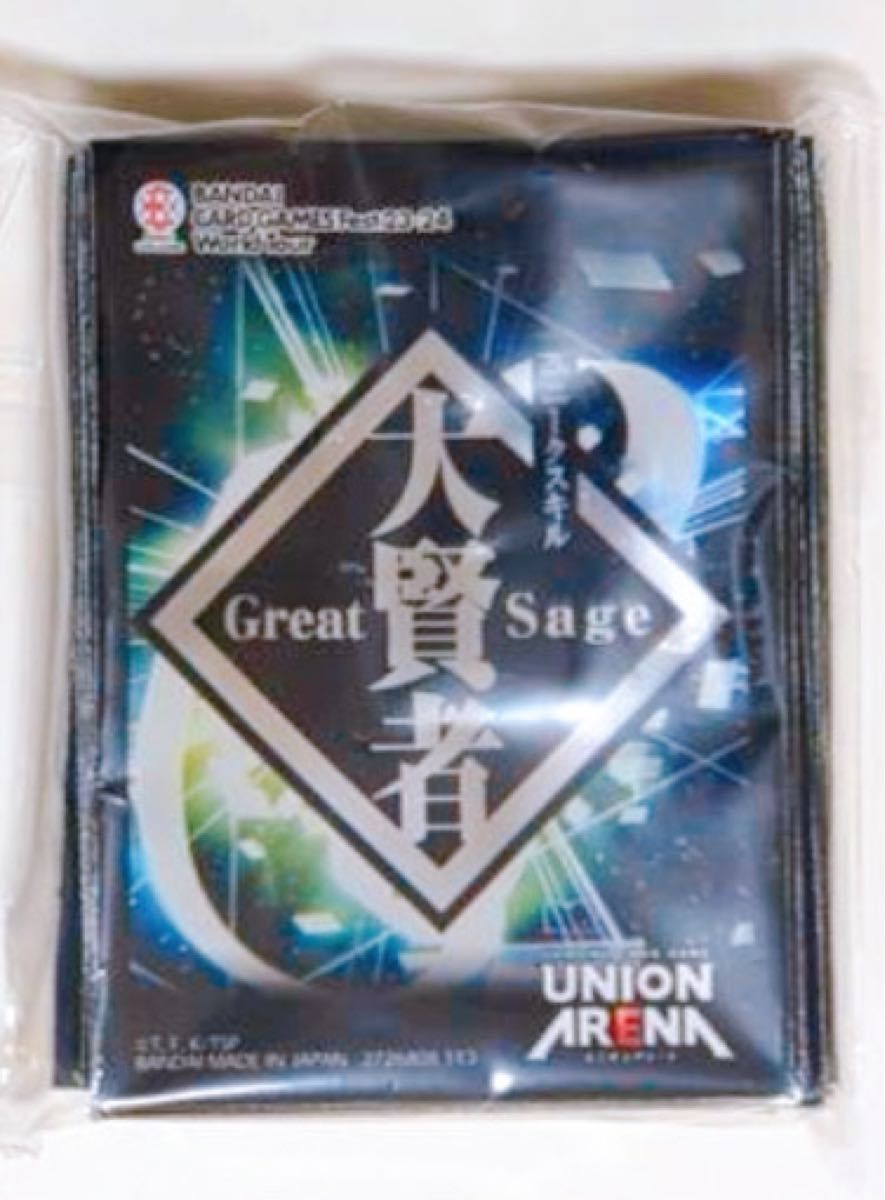 BANDAI
CARD GAMES Fest 23-24
World Tour
ユニークスキル
大賢者
Great Sage
UNION
ARENA
BANDAI MADE IN JAPAN